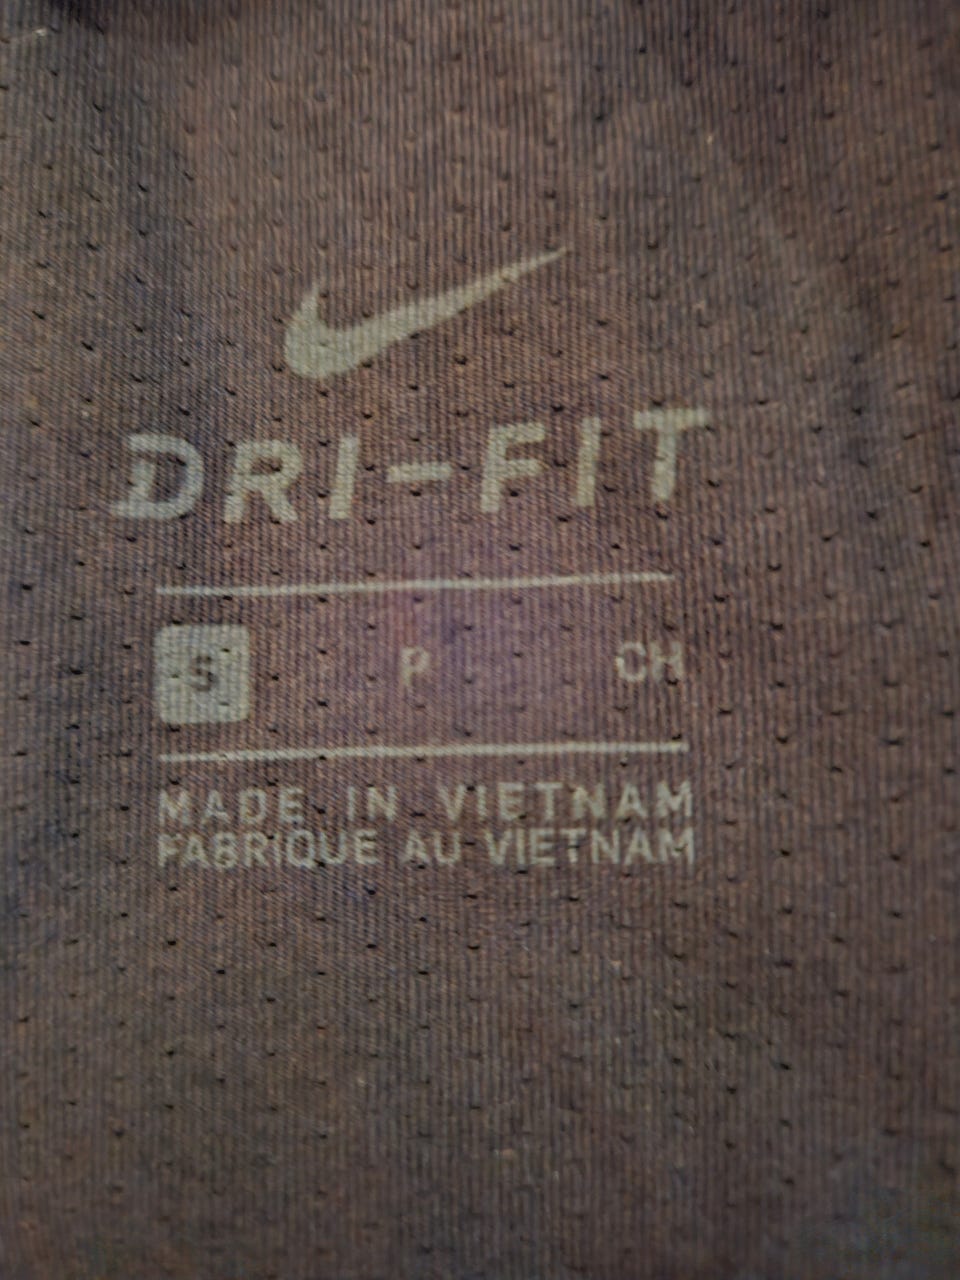 DRI-FIT
S P CH
MADE IN VIETNAM
FABRIQUE AU VIETNAM